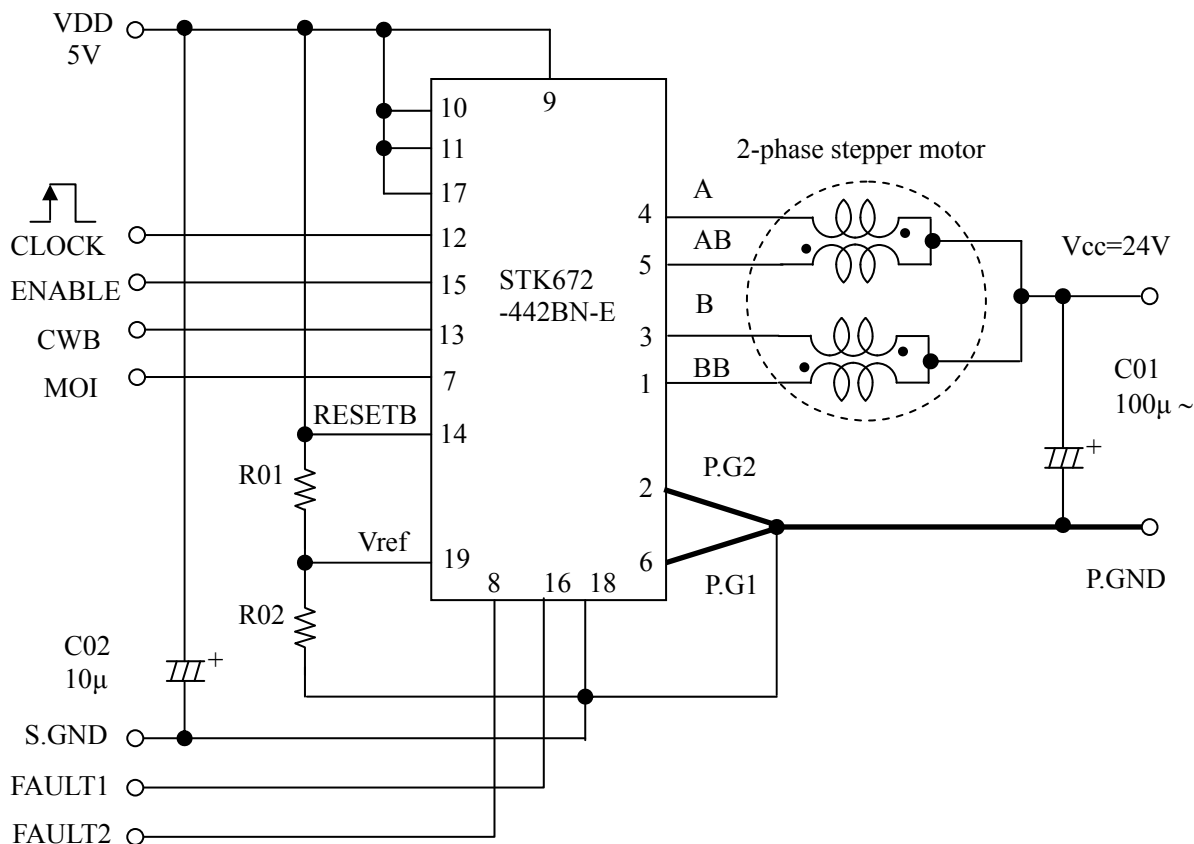 VDD
5V
9
10
11
17
2-phase stepper motor
A
4
CLOCK
12
AB
5
Vcc=24V
ENABLE
15
STK672
-442BN-E
B
3
CWB
13
BB
1
MOI
7
C01
100μ ~
+
RESETB
14
R01
P.G2
2
Vref
19
6
P.G1
P.GND
8
16
18
R02
C02
10μ
+
S.GND
FAULT1
FAULT2